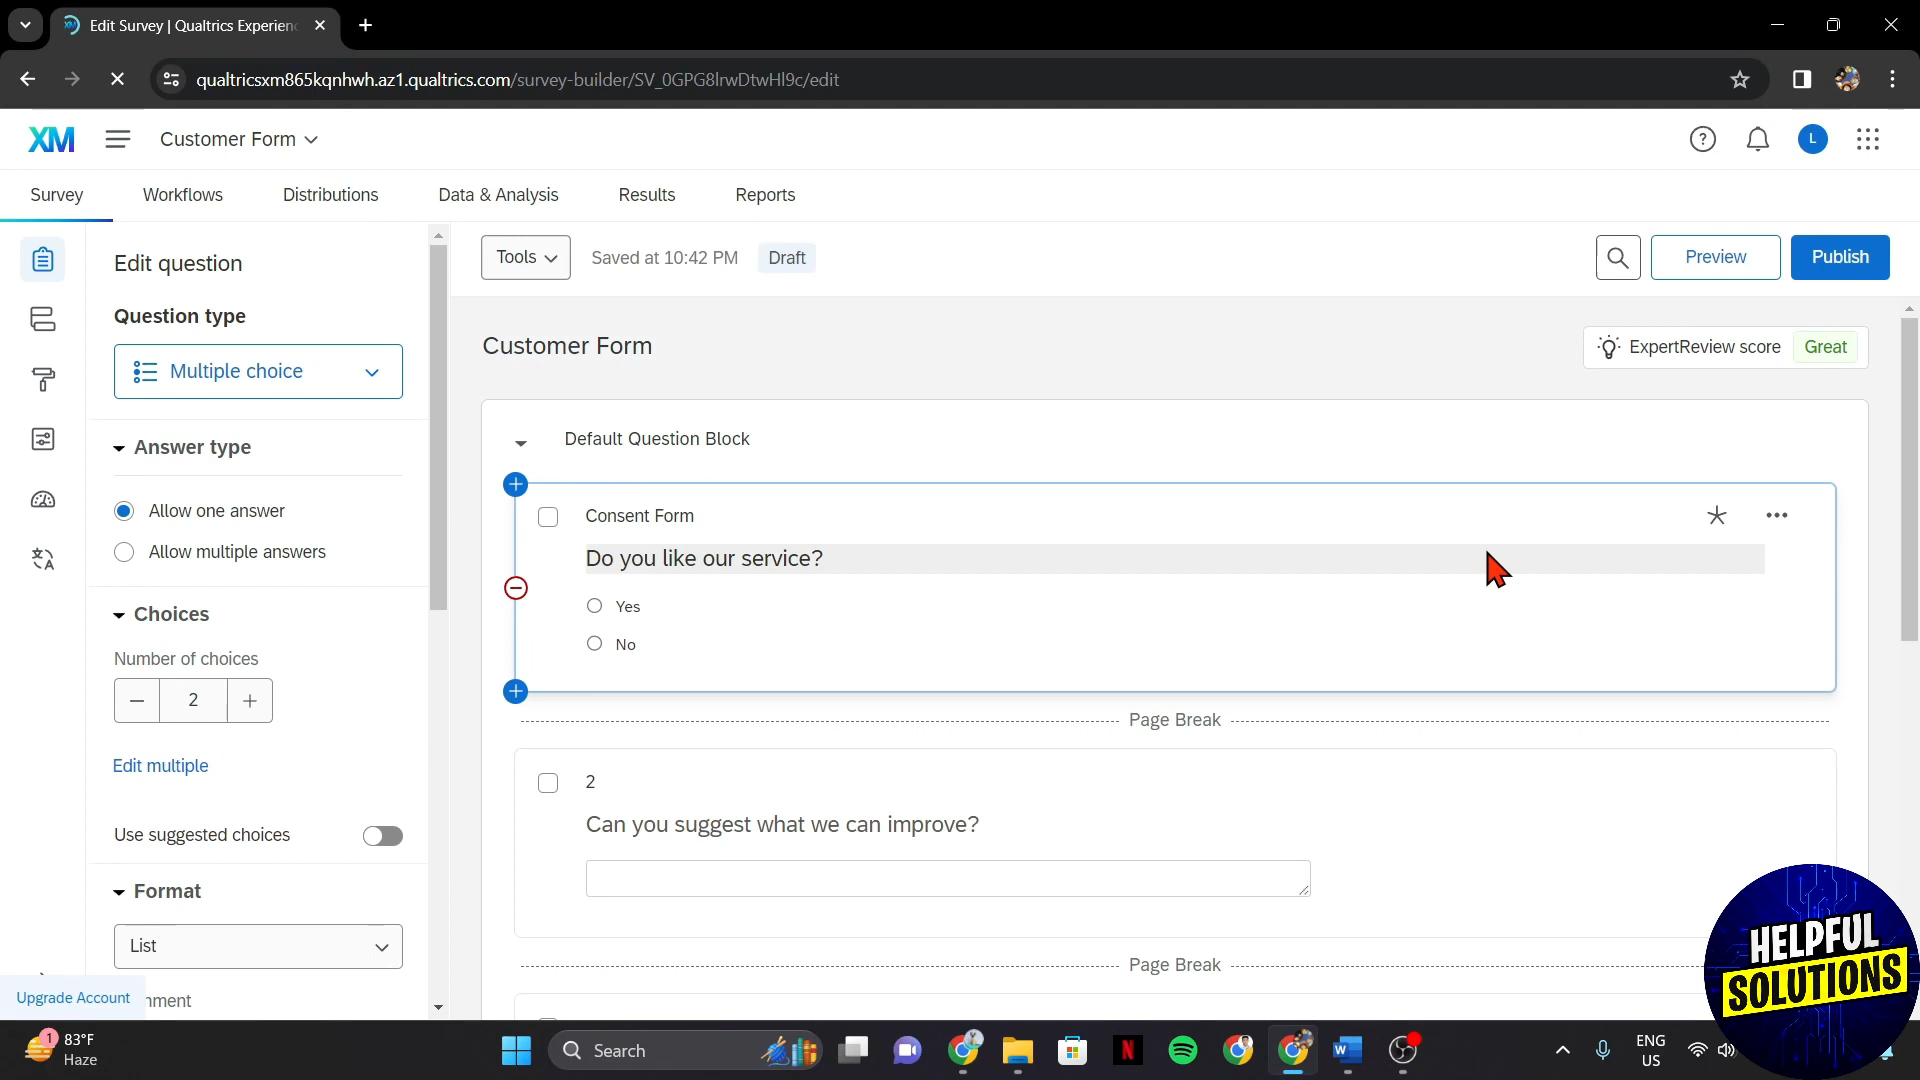 Edit Survey | Qualtrics Experien
qualtricsxm865kqnhwh.az1.qualtrics.com/survey-builder/SV_0GPG8lrwDtwHl9c/edit
XM
Customer Form
L
Survey
Workflows
Distributions
Data & Analysis
Results
Reports
Edit question
Tools
Saved at 10:42 PM
Draft
Preview
Publish
Question type
Multiple choice
Customer Form
ExpertReview score
Great
Answer type
Allow one answer
Allow multiple answers
Default Question Block
Consent Form
Do you like our service?
Yes
No
Choices
Number of choices
2
Edit multiple
Use suggested choices
Page Break
2
Can you suggest what we can improve?
Format
List
Page Break
Upgrade Account
nment
HELPFUL
SOLUTIONS
1
83°F
Haze
Search
ENG
US